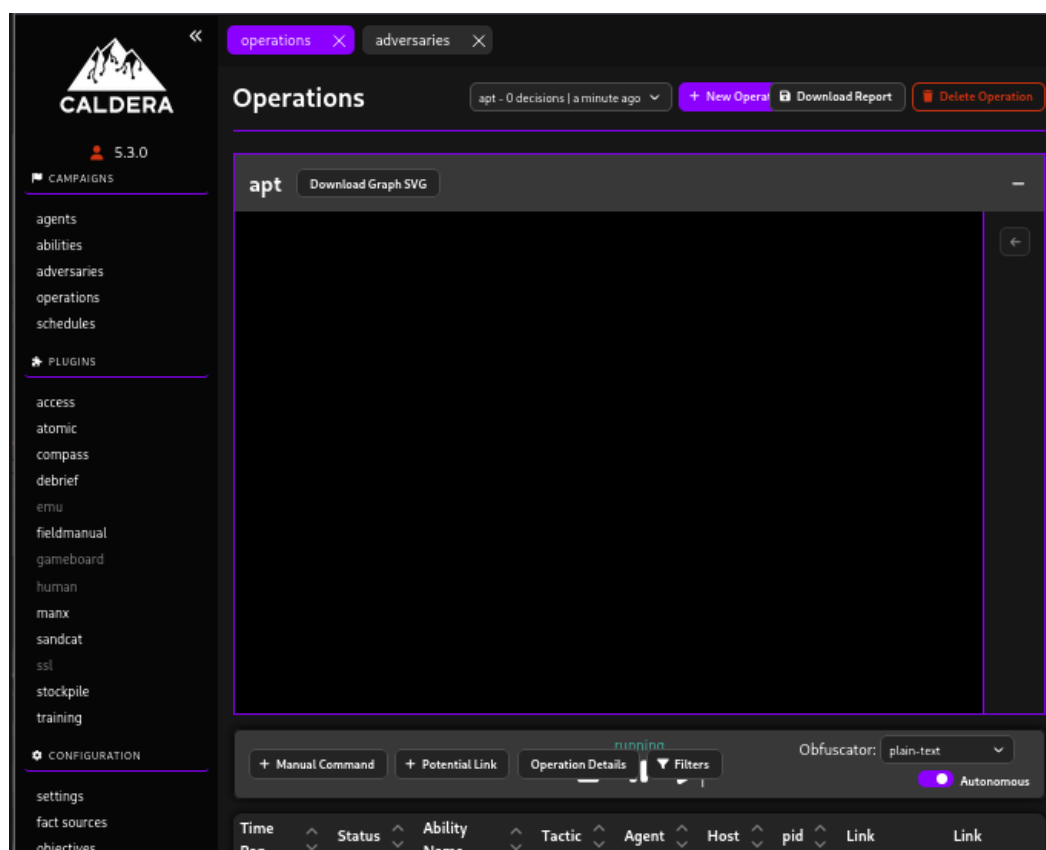 operations
adversaries
CALDERA
5.3.0
Operations
apt - 0 decisions | a minute ago
+ New Operat
Download Report
Delete Operation
CAMPAIGNS
agents
abilities
adversaries
operations
schedules
PLUGINS
access
atomic
compass
debrief
emu
fieldmanual
gameboard
human
manx
sandcat
ssl
stockpile
training
CONFIGURATION
settings
fact sources
objectives
apt
Download Graph SVG
running
+ Manual Command
+ Potential Link
Operation Details
Filters
Obfuscator: plain-text
Autonomous
Time Status Ability Tactic Agent Host pid Link Link
Name